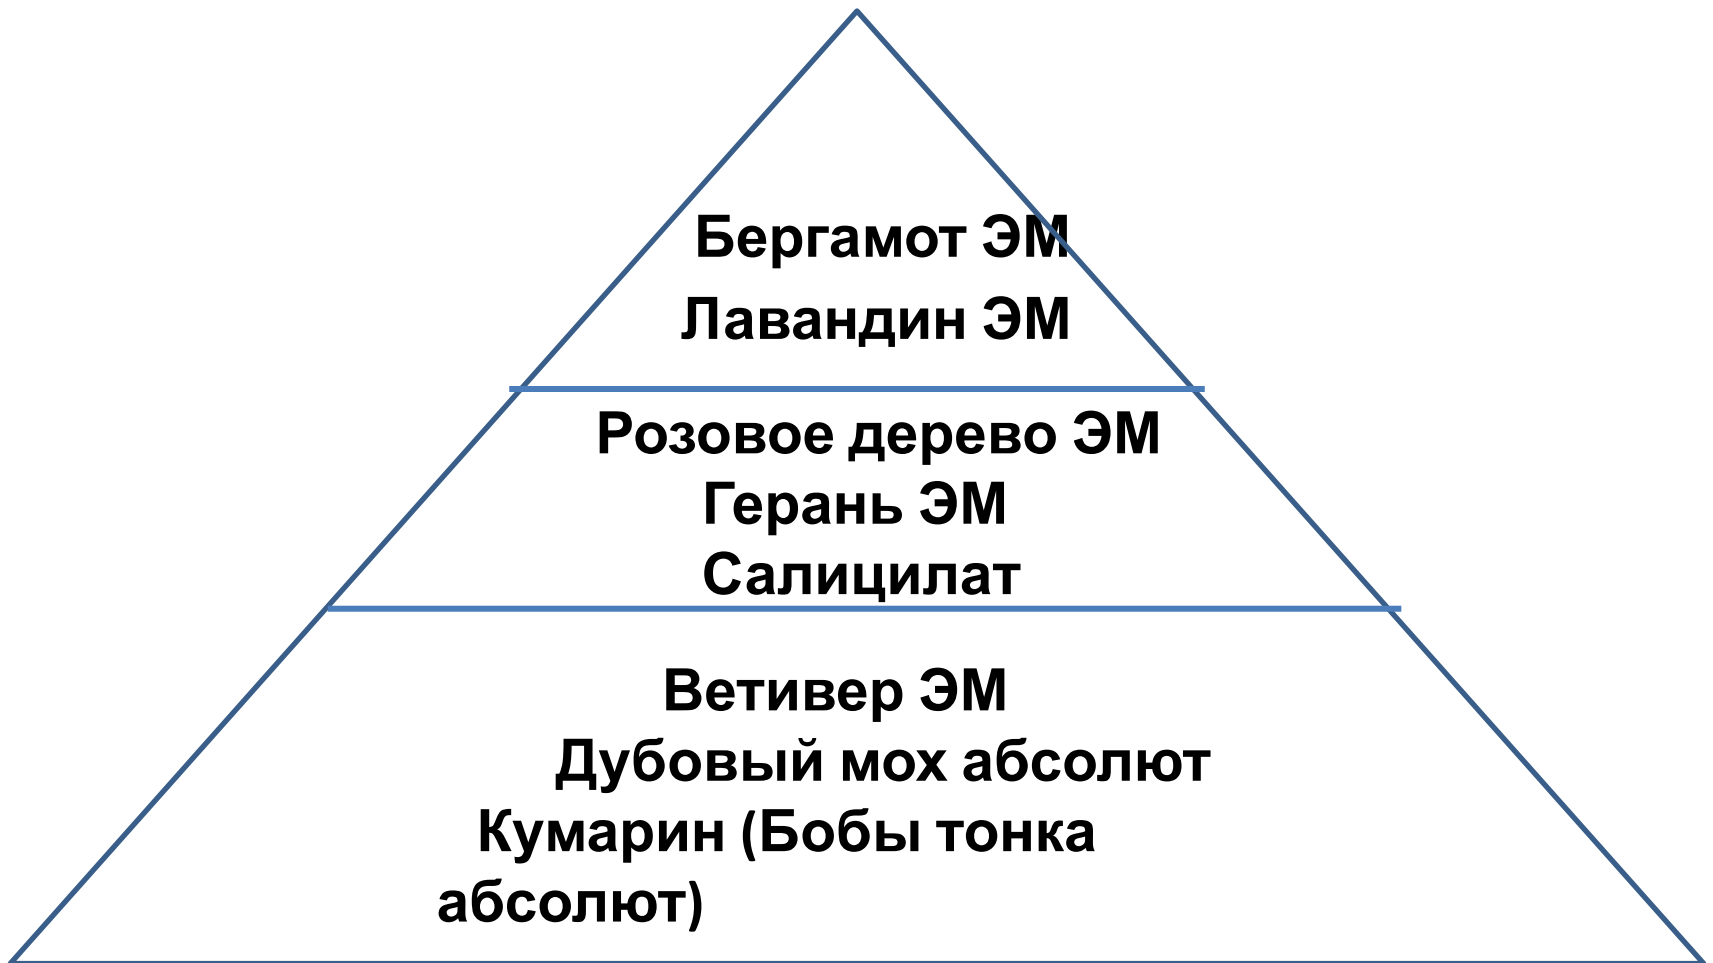 Бергамот ЭМ
Лавандин ЭМ
Розовое дерево ЭМ
Герань ЭМ
Салицилат
Ветивер ЭМ
Дубовый мох абсолют
Кумарин (Бобы тонка
абсолют)